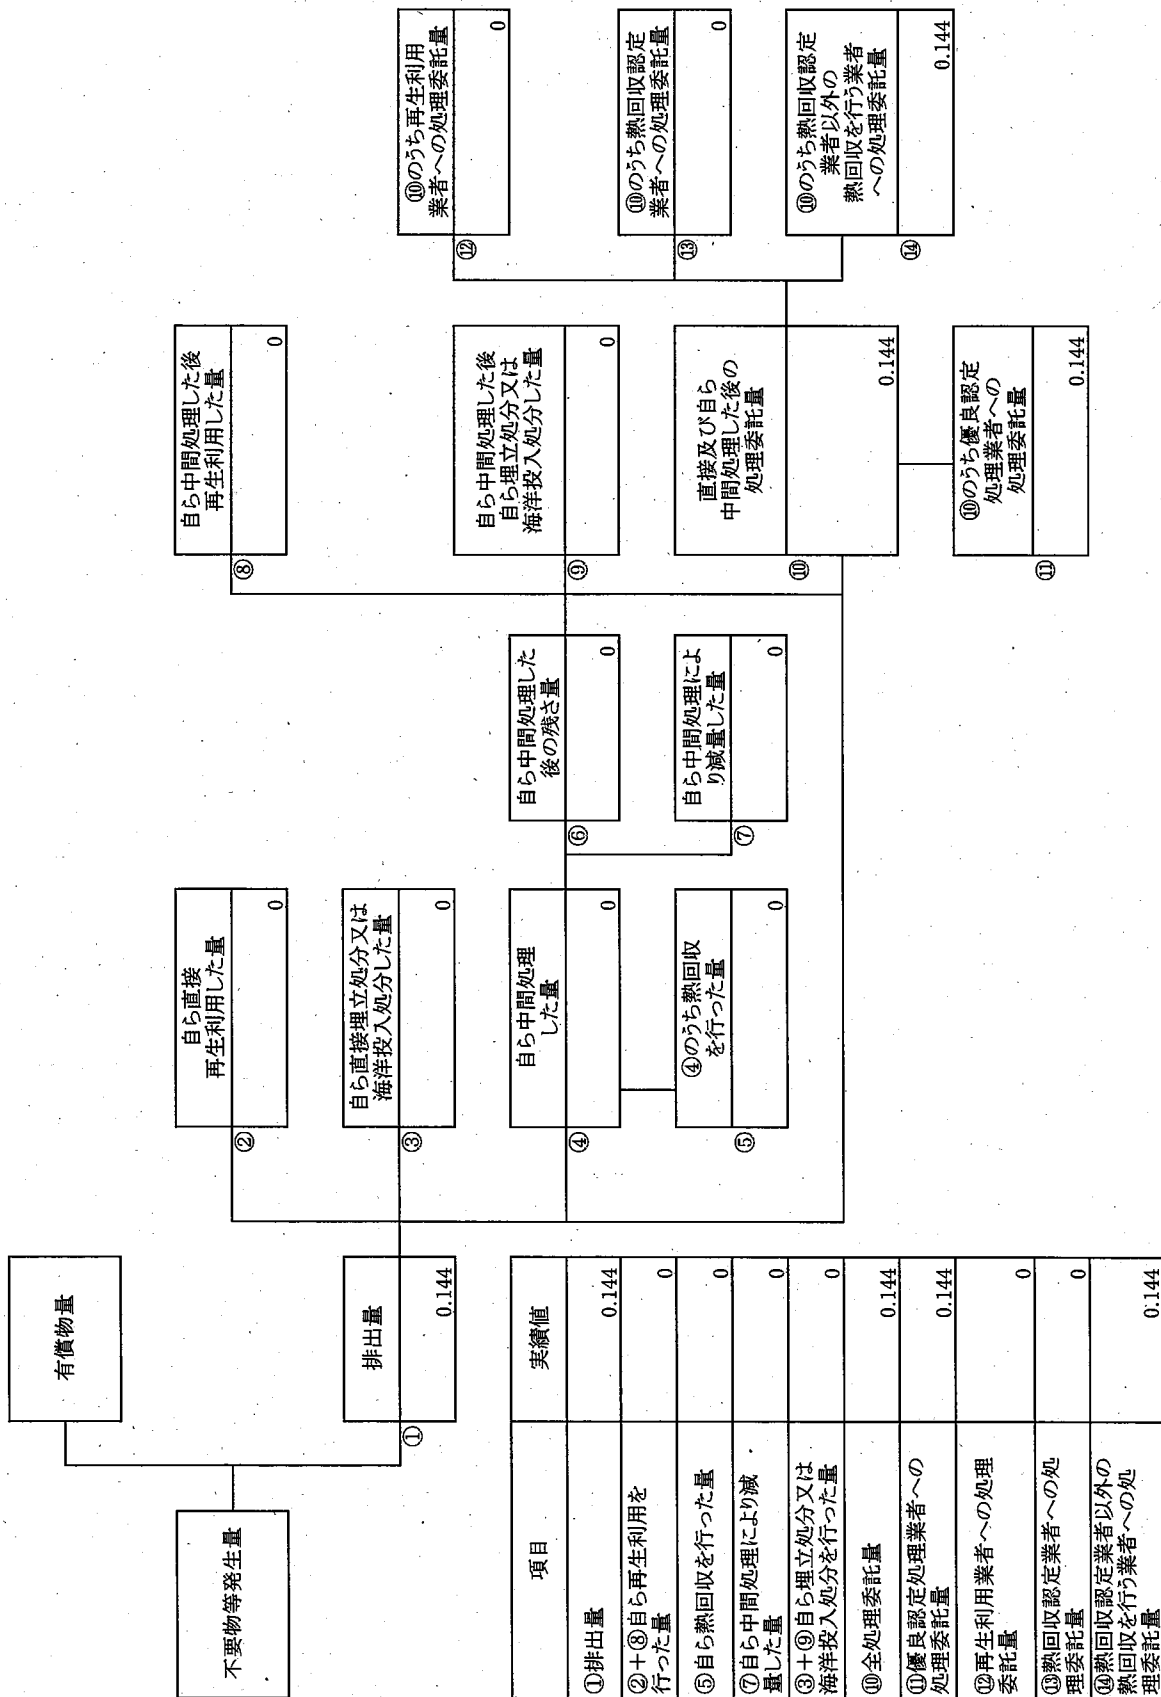 不要物等発生量
有償物量
排出量
①
0.144
自ら直接
再生利用した量
②
0
自ら直接埋立処分又は
海洋投入処分した量
③
0
自ら中間処理
した量
④
0
④のうち熱回収
を行った量
⑤
0
自ら中間処理した
後の残さ量
⑥
0
自ら中間処理によ
り減量した量
⑦
0
自ら中間処理した後
再生利用した量
⑧
0
自ら中間処理した後
自ら埋立処分又は
海洋投入処分した量
⑨
0
直接及び自ら
中間処理した後の
処理委託量
⑩
0.144
⑩のうち優良認定
処理業者への
処理委託量
⑪
0.144
⑩のうち再生利用
業者への処理委託量
⑫
0
⑩のうち熱回収認定
業者への処理委託量
⑬
0
⑩のうち熱回収認定
業者以外の
熱回収を行う業者
への処理委託量
⑭
0.144
項目
実績値
①排出量
0.144
②+⑧自ら再生利用を
行った量
0
⑤自ら熱回収を行った量
0
⑦自ら中間処理により減
量した量
0
③+⑨自ら埋立処分又は
海洋投入処分を行った量
0
⑩全処理委託量
0.144
⑪優良認定処理業者への
処理委託量
0.144
⑫再生利用業者への処理
委託量
0
⑬熱回収認定業者への処
理委託量
0
⑭熱回収認定業者以外の
熱回収を行う業者への処
理委託量
0.144